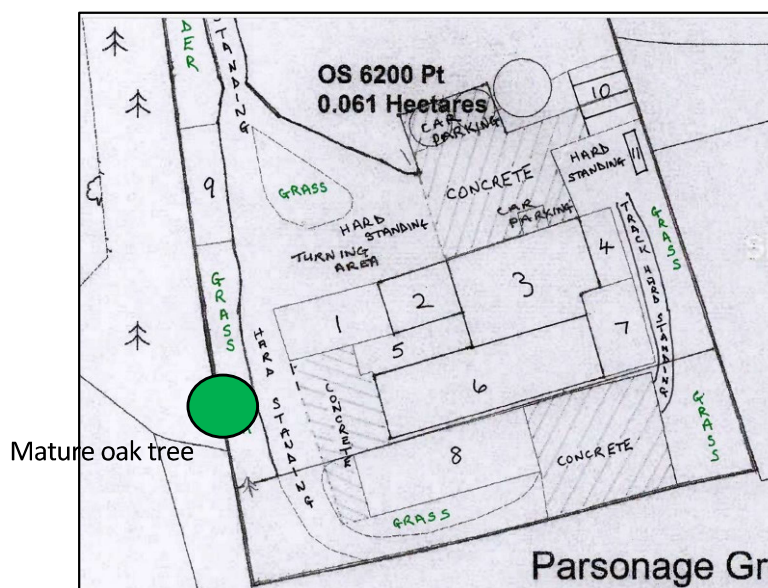 DER
STANDING
OS 6200 Pt
0.061 Hectares
CAR
PARKING
10
11
HARD
STANDING
CONCRETE
CAR
PARKING
9
GRASS
HARD
STANDING
TURNING
AREA
GRASS
TRACK HARD STANDING
4
3
2
1
5
7
6
GRASS
HARD STANDING
CONCRETE
Mature oak tree
8
CONCRETE
GRASS
GRASS
Parsonage Gr